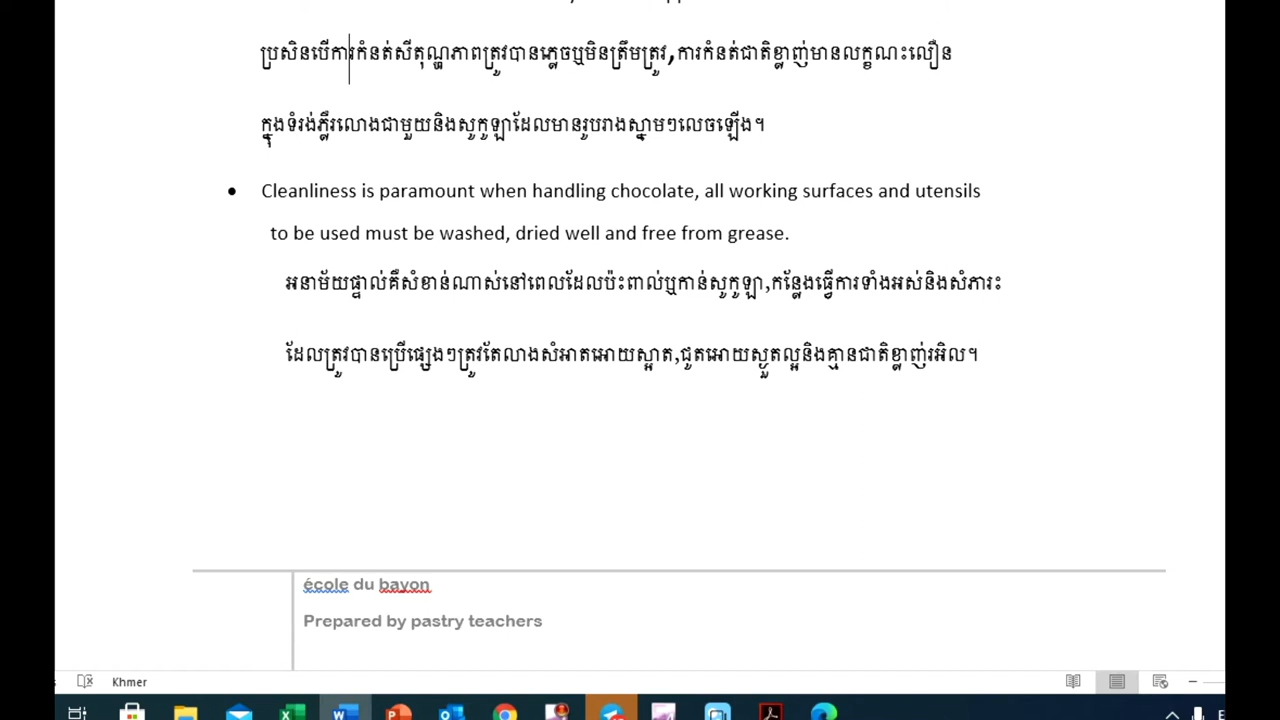 ប្រសិនបើការកំនត់សីតុណ្ហភាពត្រូវបានភ្លេចឬមិនត្រឹមត្រូវ,ការកំនត់ជាតិខ្លាញ់មានលក្ខណះលឿន
ក្នុងទំរង់ភ្លឺរលោងជាមួយនិងសូកូឡាដែលមានរូបរាងស្នាមៗលេចឡើង។
• Cleanliness is paramount when handling chocolate, all working surfaces and utensils
to be used must be washed, dried well and free from grease.
អនាម័យផ្ទាល់គឺសំខាន់ណាស់នៅពេលដែលប៉ះពាល់ឬកាន់សូកូឡា,កន្លែងធ្វើការទាំងអស់និងសំភារះ
ដែលត្រូវបានប្រើផ្សេងៗត្រូវតែលាងសំអាតអោយស្អាត,ជូតអោយស្ងួតល្អនិងគ្មានជាតិខ្លាញ់រអិល។
école du bayon
Prepared by pastry teachers
Khmer